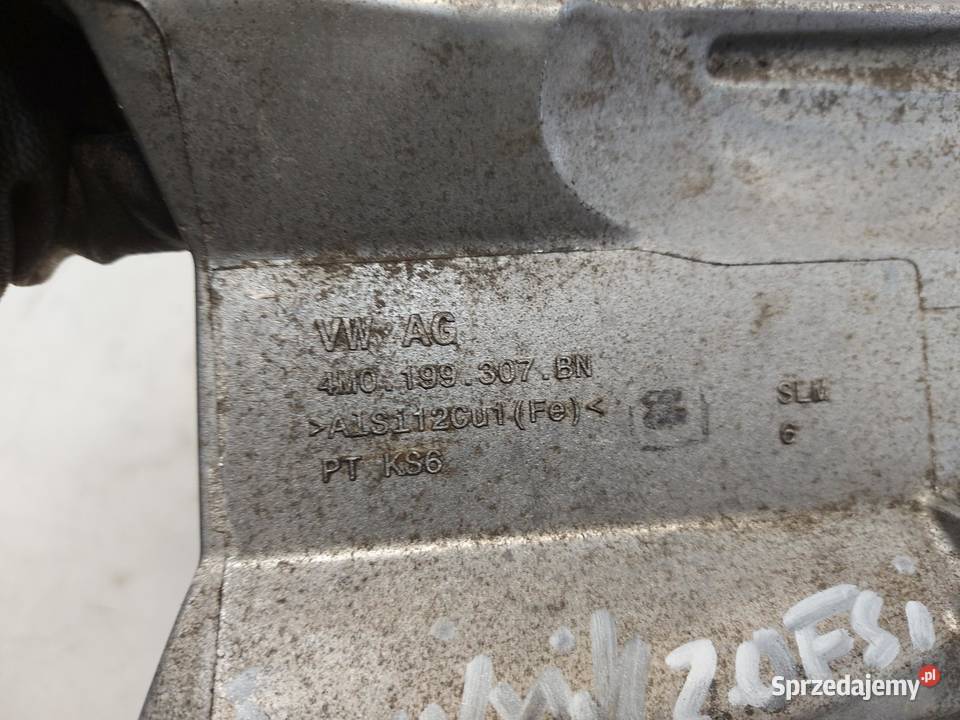 VW AG
4M0.199.307.BN
>AlSi12Cu1(Fe)<
PT KS6
SLM
6
2.0FSi
Sprzedajemy.pl